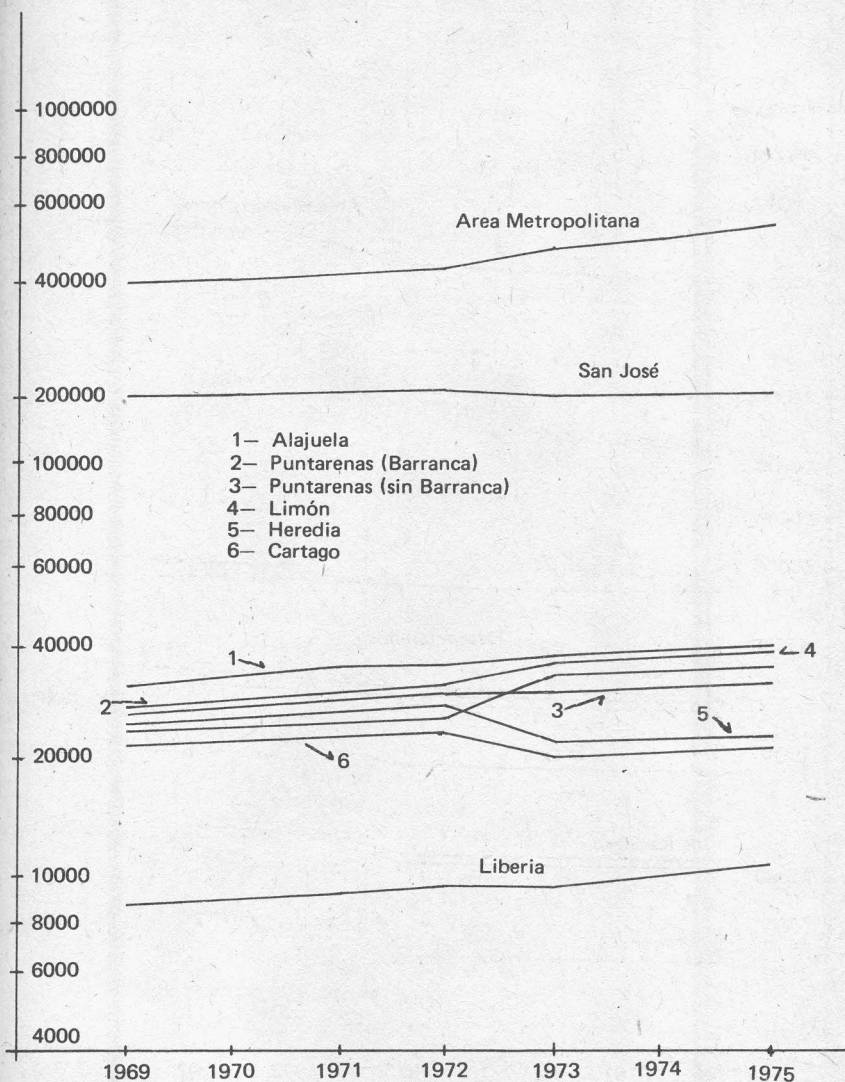 1000000
800000
600000
Area Metropolitana
400000
San José
200000
1— Alajuela
100000
2— Puntarenas (Barranca)
3— Puntarenas (sin Barranca)
4— Limón
80000
5— Heredia
6— Cartago
60000
40000
1
4
2
3
5
6
20000
Liberia
10000
8000
6000
4000
1969 1970 1971 1972 1973 1974 1975